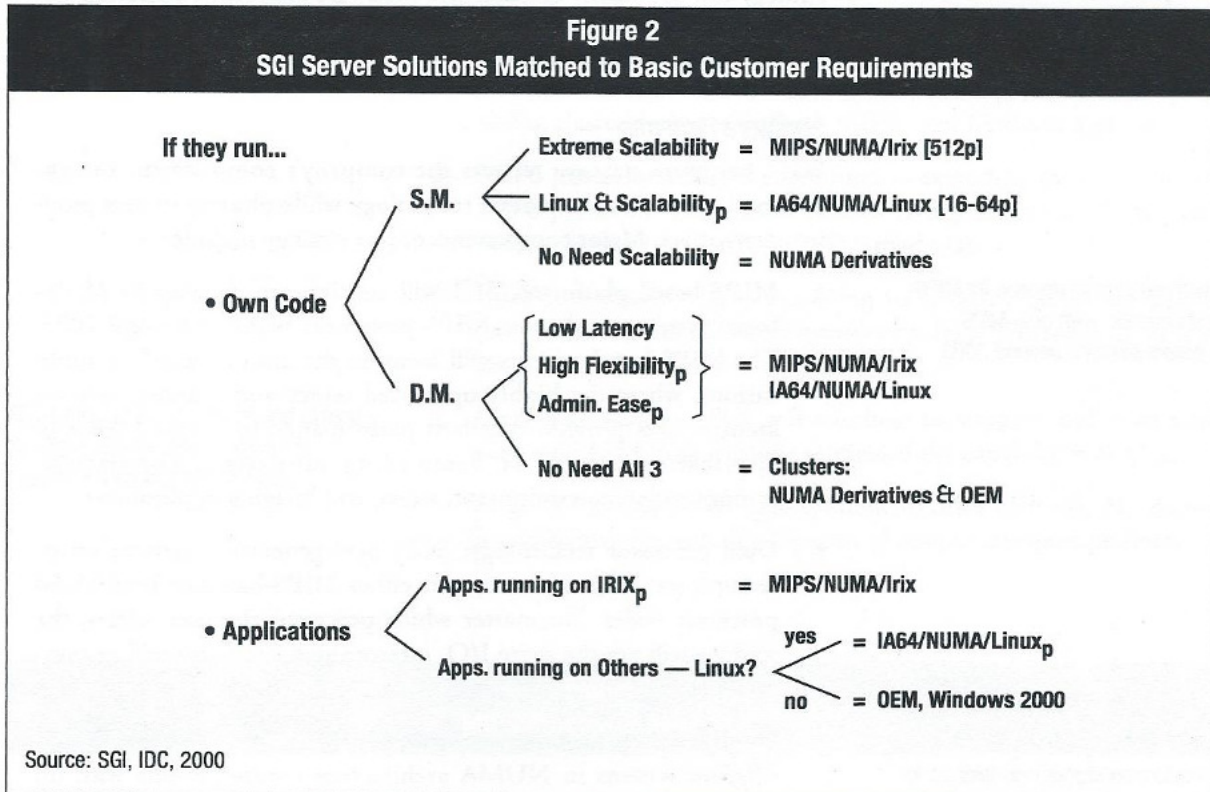 Figure 2
SGI Server Solutions Matched to Basic Customer Requirements
If they run...
• Own Code
S.M.
Extreme Scalability = MIPS/NUMA/Irix [512p]
Linux & Scalabilityp = IA64/NUMA/Linux [16-64p]
No Need Scalability = NUMA Derivatives
D.M.
Low Latency
High Flexibilityp = MIPS/NUMA/Irix
Admin. Easep IA64/NUMA/Linux
No Need All 3 = Clusters:
NUMA Derivatives & OEM
• Applications
Apps. running on IRIXp = MIPS/NUMA/Irix
Apps. running on Others — Linux?
yes = IA64/NUMA/Linuxp
no = OEM, Windows 2000
Source: SGI, IDC, 2000